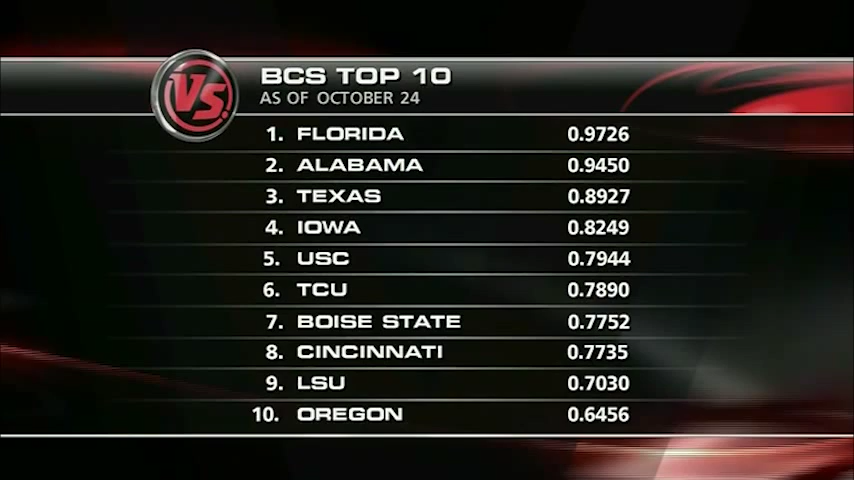 VS.
BCS TOP 10
AS OF OCTOBER 24
1. FLORIDA 0.9726
2. ALABAMA 0.9450
3. TEXAS 0.8927
4. IOWA 0.8249
5. USC 0.7944
6. TCU 0.7890
7. BOISE STATE 0.7752
8. CINCINNATI 0.7735
9. LSU 0.7030
10. OREGON 0.6456